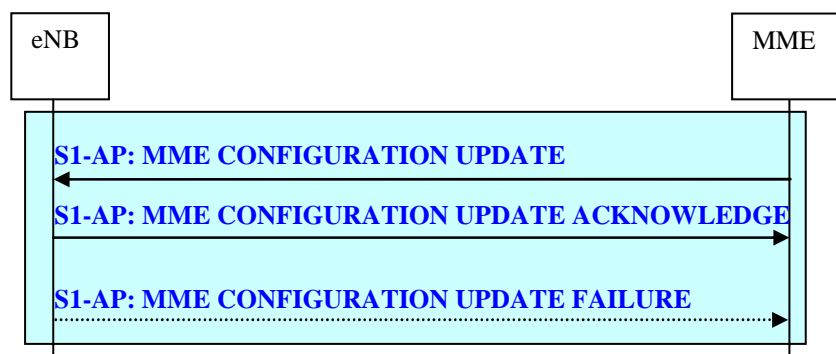 eNB
MME
S1-AP: MME CONFIGURATION UPDATE
S1-AP: MME CONFIGURATION UPDATE ACKNOWLEDGE
S1-AP: MME CONFIGURATION UPDATE FAILURE